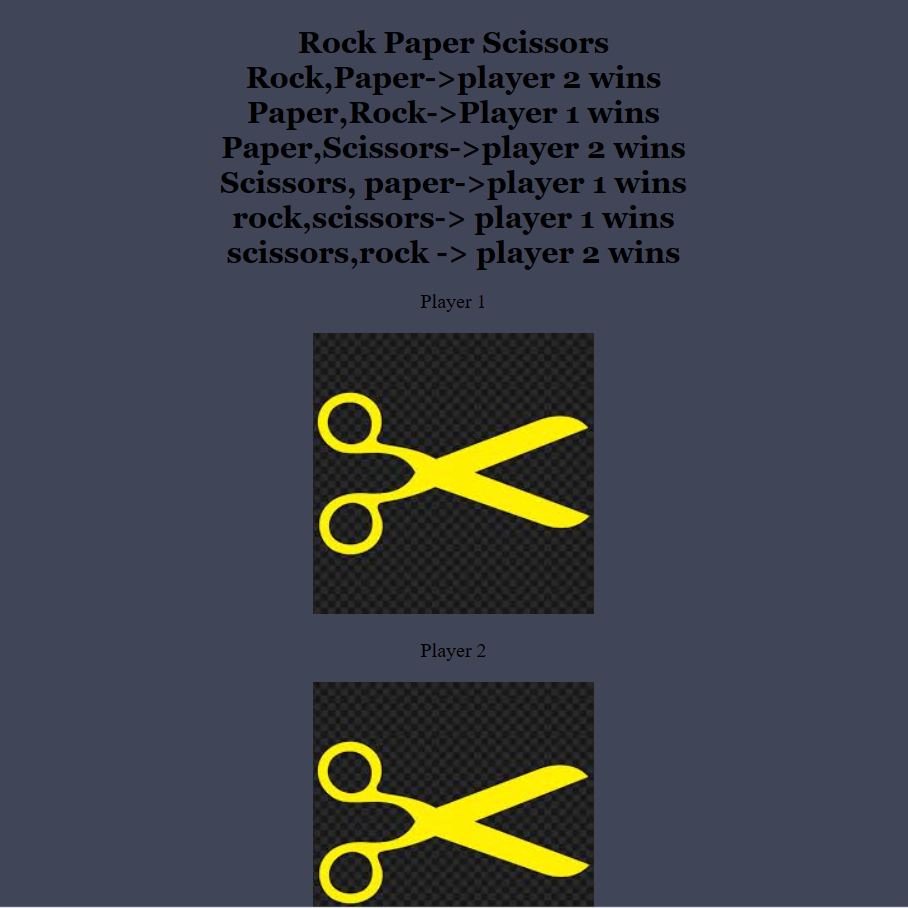 Rock Paper Scissors
Rock,Paper->player 2 wins
Paper,Rock->Player 1 wins
Paper,Scissors->player 2 wins
Scissors, paper->player 1 wins
rock,scissors-> player 1 wins
scissors,rock -> player 2 wins
Player 1
Player 2